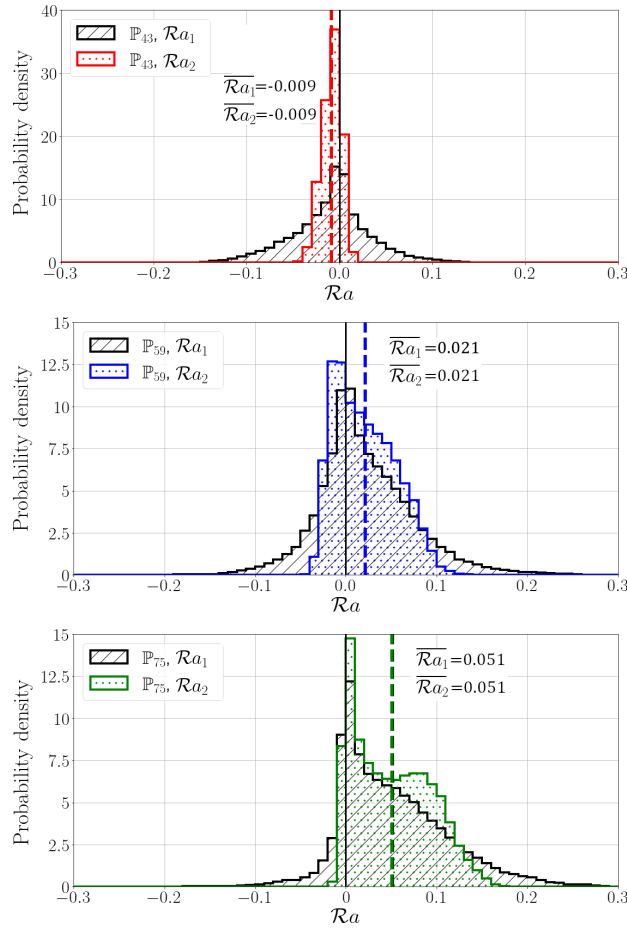 40
30
20
10
0
Probability density
ℙ₄₃, ℛa₁
ℙ₄₃, ℛa₂
ℛa₁=-0.009
ℛa₂=-0.009
−0.3 −0.2 −0.1 0.0 0.1 0.2 0.3
ℛa
15
12.5
10.0
7.5
5
2.5
0
Probability density
ℙ₅₉, ℛa₁
ℙ₅₉, ℛa₂
ℛa₁=0.021
ℛa₂=0.021
−0.3 −0.2 −0.1 0.0 0.1 0.2 0.3
ℛa
15
12.5
10.0
7.5
5
2.5
0
Probability density
ℙ₇₅, ℛa₁
ℙ₇₅, ℛa₂
ℛa₁=0.051
ℛa₂=0.051
−0.3 −0.2 −0.1 0 0.1 0.2 0.3
ℛa